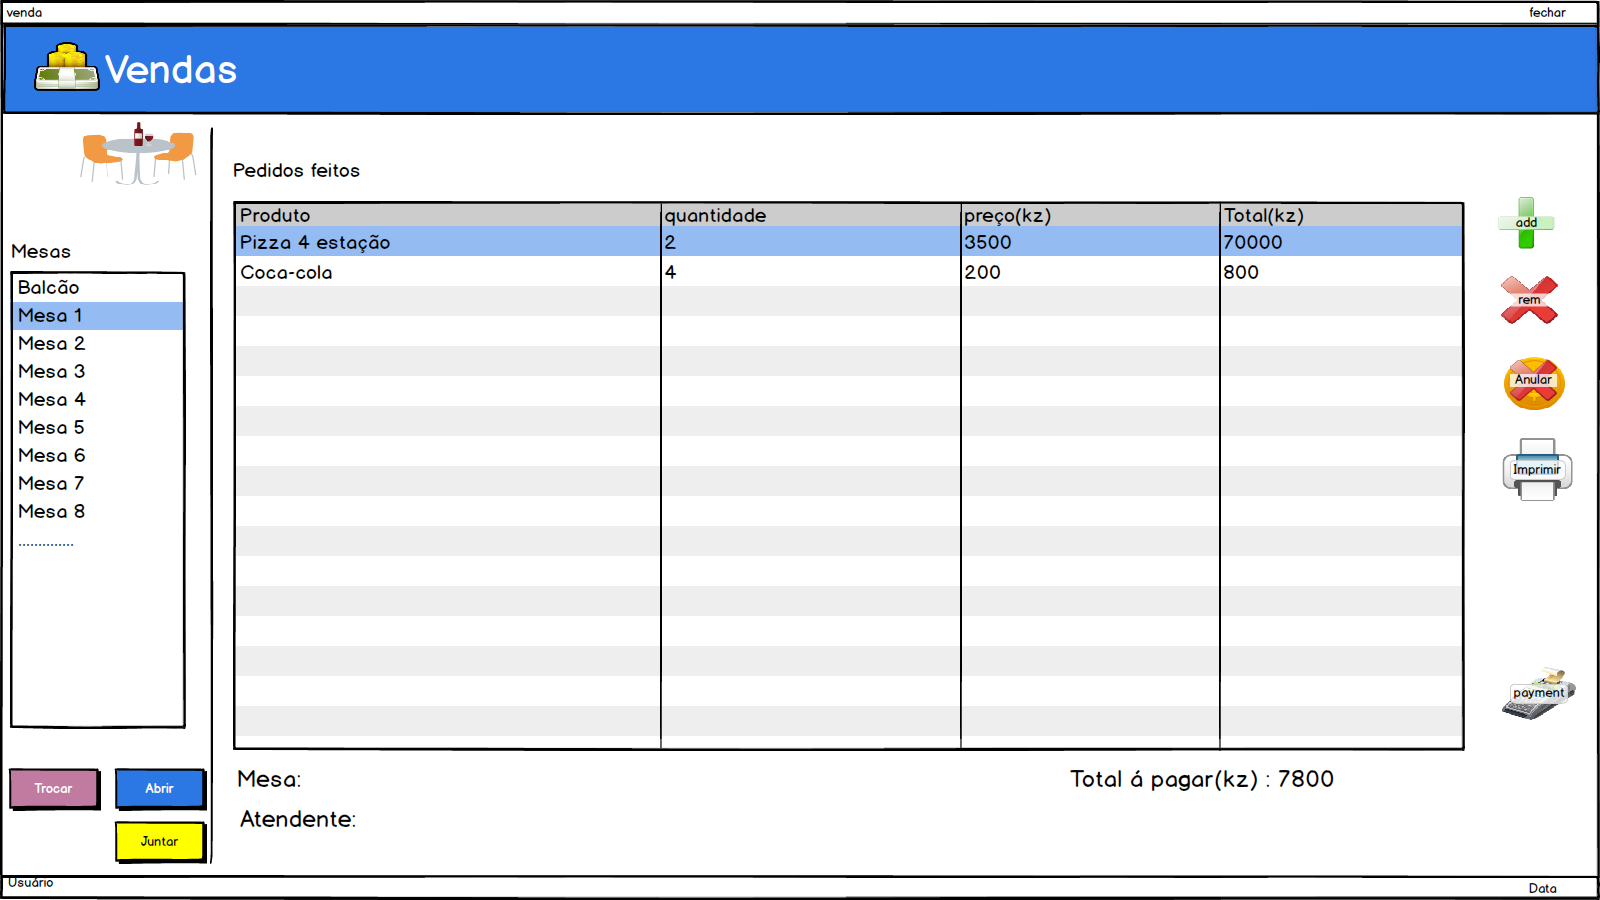 venda
fechar
Vendas
Pedidos feitos
Mesas
Balcão
Mesa 1
Mesa 2
Mesa 3
Mesa 4
Mesa 5
Mesa 6
Mesa 7
Mesa 8
..............
Trocar
Abrir
Juntar
Produto quantidade preço(kz) Total(kz)
Pizza 4 estação 2 3500 70000
Coca-cola 4 200 800
add
rem
Anular
Imprimir
payment
Mesa:
Total á pagar(kz) : 7800
Atendente:
Usuário
Data